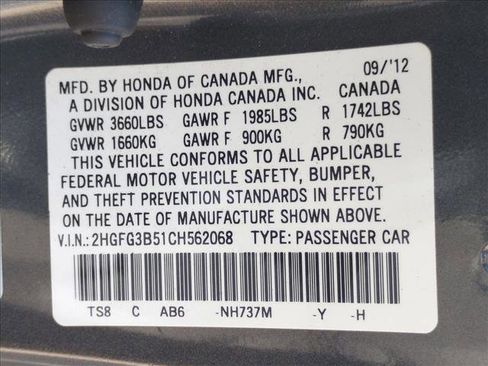 MFD. BY HONDA OF CANADA MFG., 09/'12
A DIVISION OF HONDA CANADA INC. CANADA
GVWR 3660LBS GAWR F 1985LBS R 1742LBS
GVWR 1660KG GAWR F 900KG R 790KG
THIS VEHICLE CONFORMS TO ALL APPLICABLE
FEDERAL MOTOR VEHICLE SAFETY, BUMPER,
AND THEFT PREVENTION STANDARDS IN EFFECT
ON THE DATE OF MANUFACTURE SHOWN ABOVE.
V.I.N.: 2HGFG3B51CH562068 TYPE: PASSENGER CAR
TS8 C AB6 -NH737M -Y -H